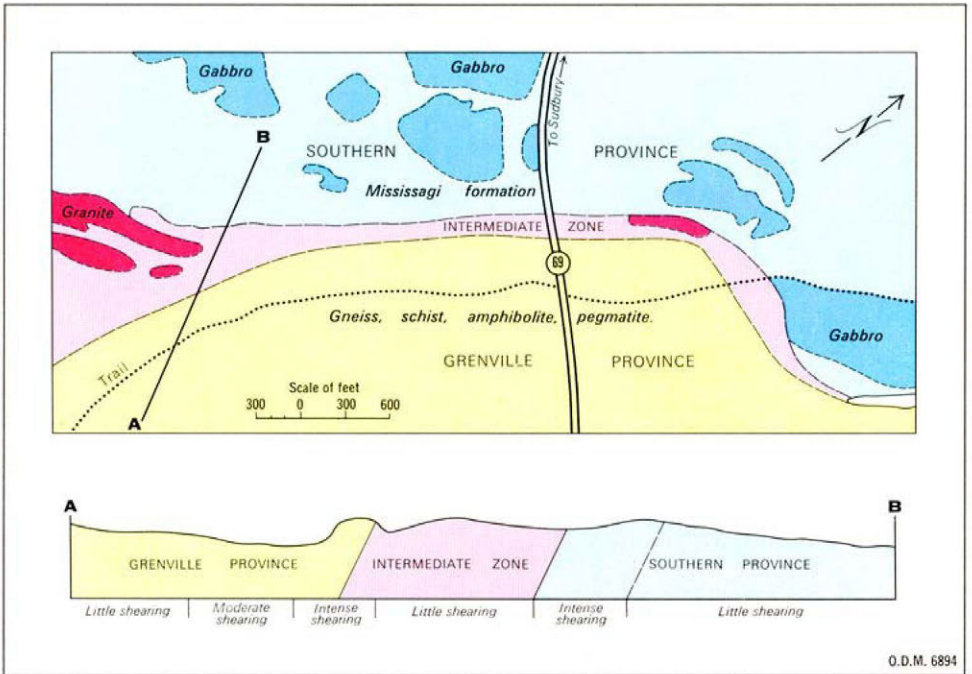 Gabbro
Gabbro
To Sudbury
N
B
SOUTHERN
PROVINCE
Mississagi formation
Granite
INTERMEDIATE ZONE
69
Gneiss, schist, amphibolite, pegmatite.
Gabbro
GRENVILLE
PROVINCE
Trail
Scale of feet
300 0 300 600
A
A
B
GRENVILLE PROVINCE
INTERMEDIATE ZONE
SOUTHERN PROVINCE
Little shearing
Moderate
shearing
Intense
shearing
Little shearing
Intense
shearing
Little shearing
O.D.M. 6894